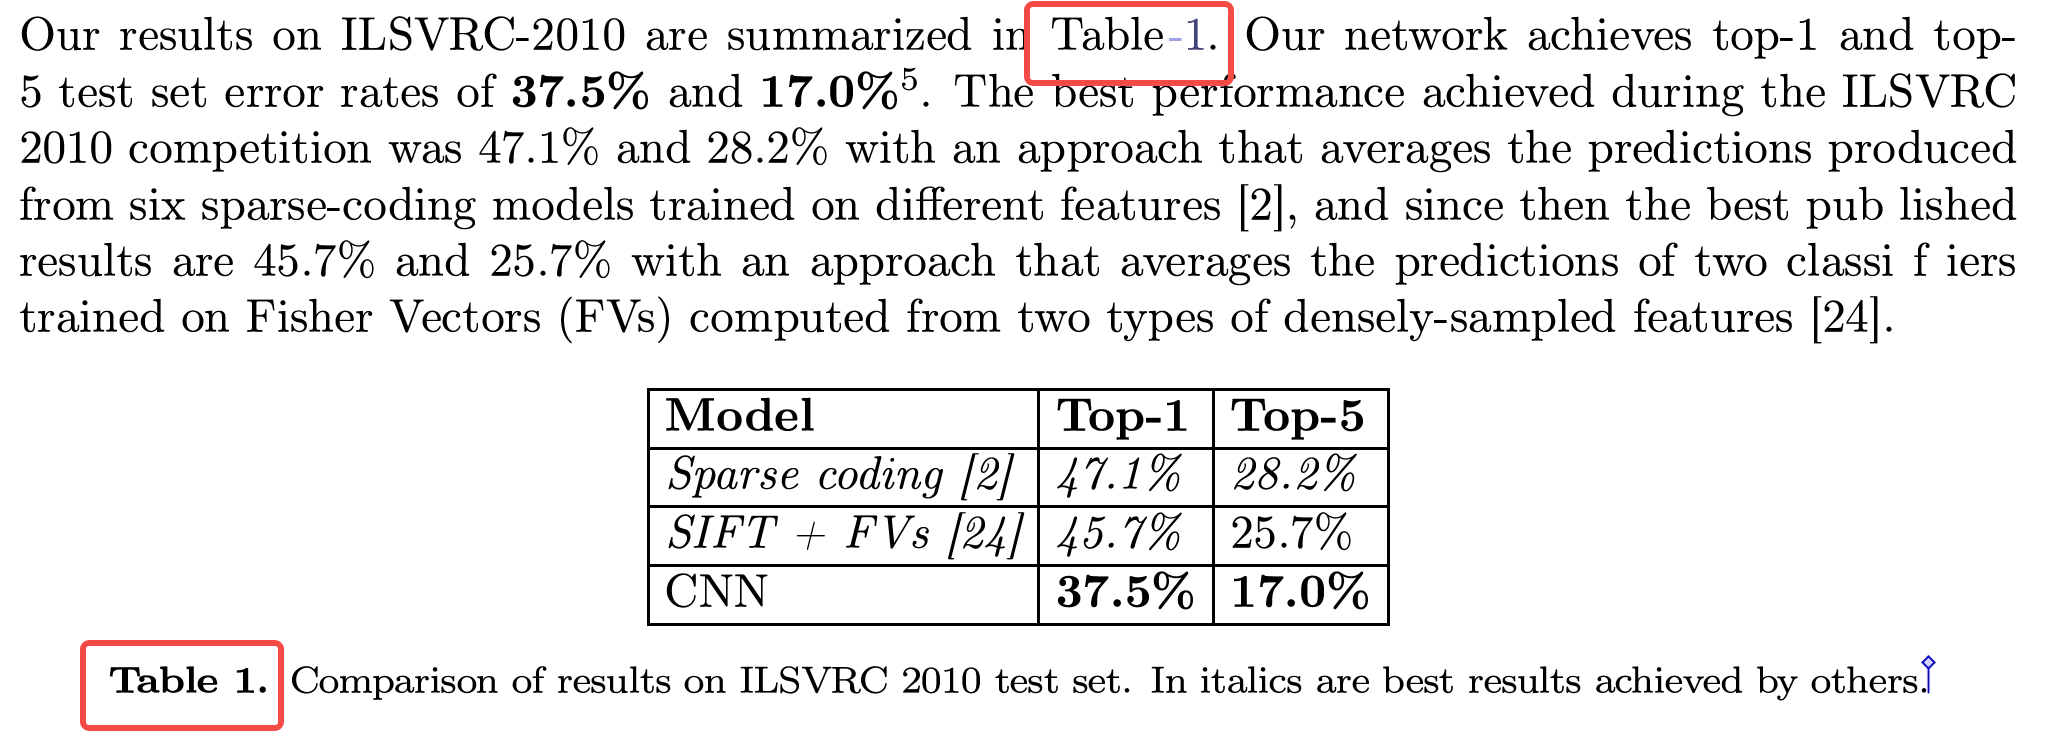 Our results on ILSVRC-2010 are summarized in Table-1. Our network achieves top-1 and top-
5 test set error rates of 37.5% and 17.0%⁵. The best performance achieved during the ILSVRC
2010 competition was 47.1% and 28.2% with an approach that averages the predictions produced
from six sparse-coding models trained on different features [2], and since then the best pub lished
results are 45.7% and 25.7% with an approach that averages the predictions of two classi f iers
trained on Fisher Vectors (FVs) computed from two types of densely-sampled features [24].
Model Top-1 Top-5
Sparse coding [2] 47.1% 28.2%
SIFT + FVs [24] 45.7% 25.7%
CNN 37.5% 17.0%
Table 1. Comparison of results on ILSVRC 2010 test set. In italics are best results achieved by others.